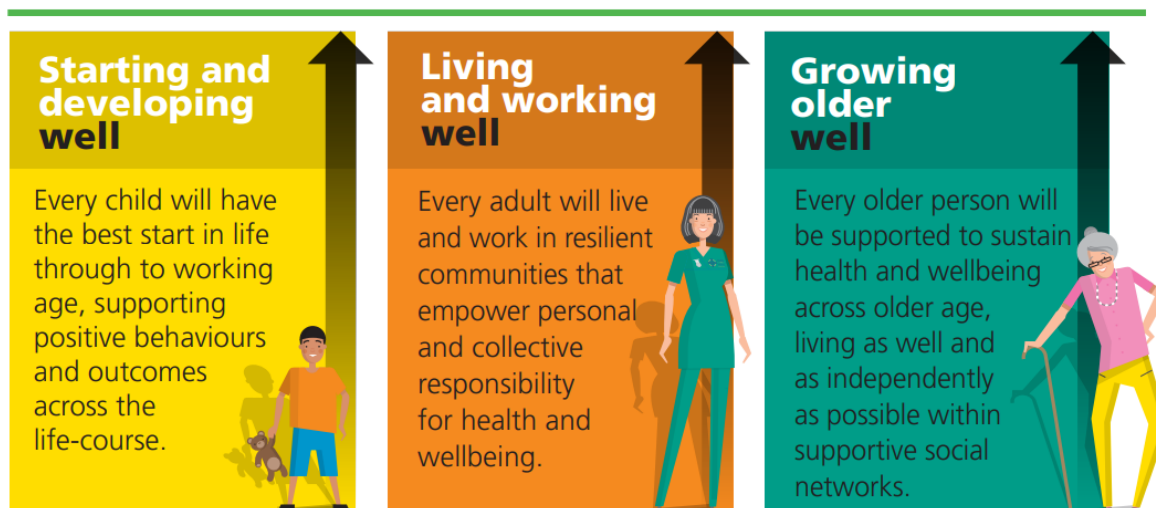 Starting and
developing
well
Every child will have
the best start in life
through to working
age, supporting
positive behaviours
and outcomes
across the
life-course.
Living
and working
well
Every adult will live
and work in resilient
communities that
empower personal
and collective
responsibility
for health and
wellbeing.
Growing
older
well
Every older person will
be supported to sustain
health and wellbeing
across older age,
living as well and
as independently
as possible within
supportive social
networks.